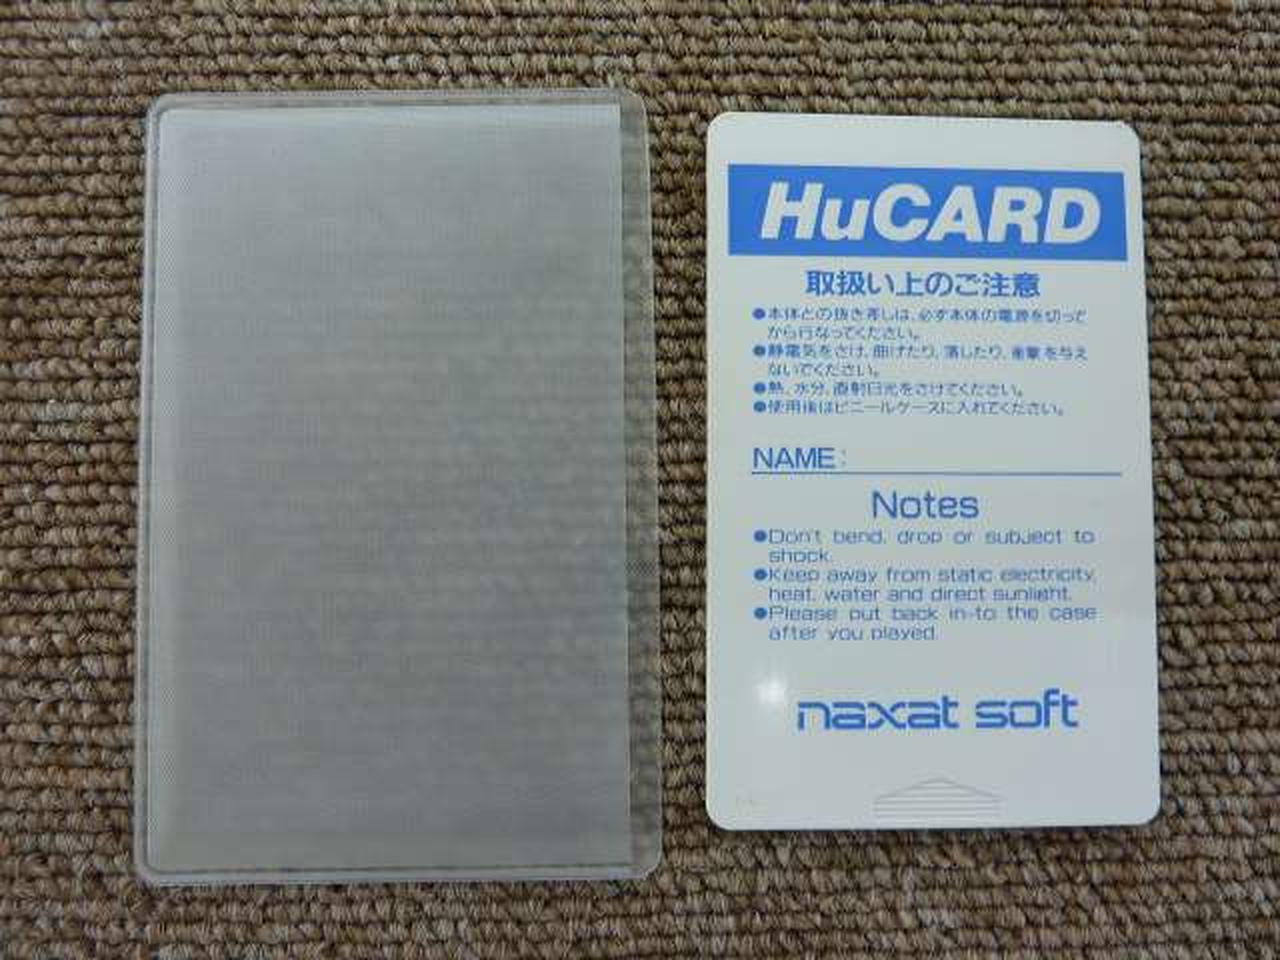 HuCARD
取扱い上のご注意
●本体との抜き差しは、必ず本体の電源を切って
から行なってください。
●静電気をさけ、曲げたり、落したり、衝撃を与え
ないでください。
●熱、水分、直射日光をさけてください。
●使用後はビニールケースに入れてください。
NAME:
Notes
●Don't bend, drop or subject to
shock.
●Keep away from static electricity,
heat, water and direct sunlight.
●Please put back in-to the case
after you played.
naxat soft